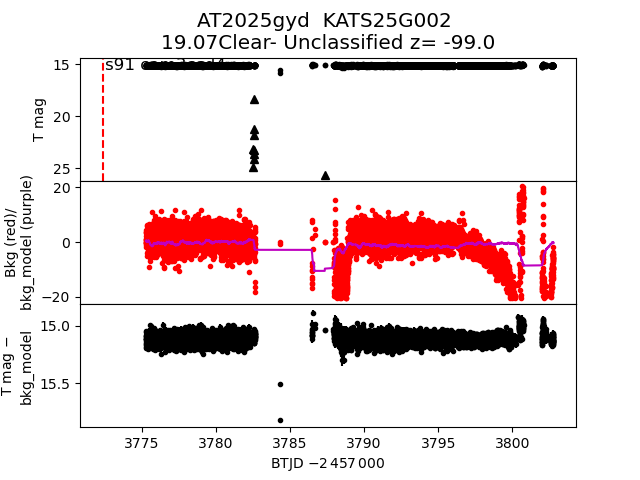 AT2025gyd  KATS25G002
19.07Clear- Unclassified z= -99.0
15
20
25
T mag
s91
20
0
−20
Bkg (red)/
bkg_model (purple)
15.0
15.5
T mag −
bkg_model
3775
3780
3785
3790
3795
3800
BTJD −2 457 000